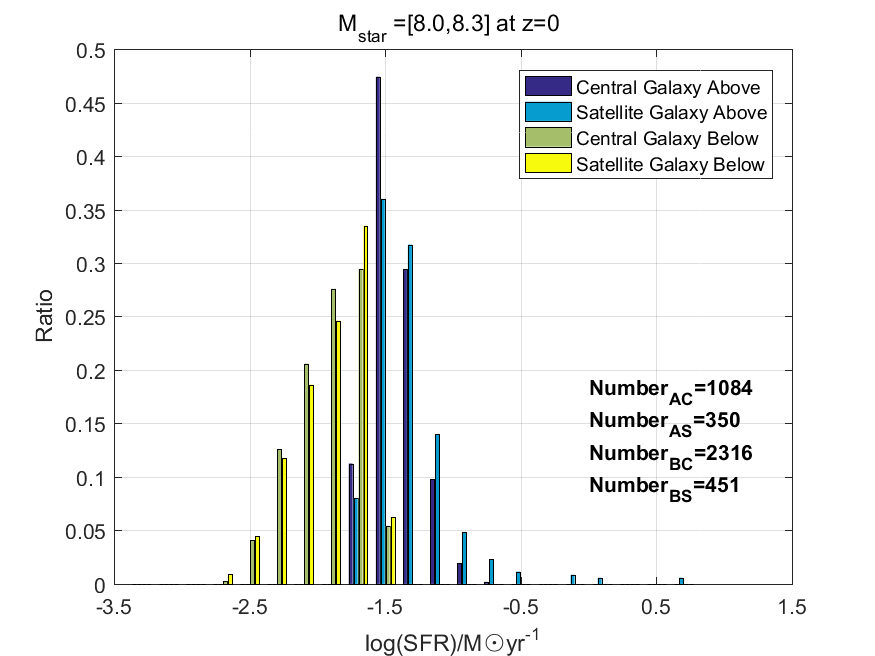 M_star =[8.0,8.3] at z=0
0.5
0.45
0.4
0.35
0.3
0.25
0.2
0.15
0.1
0.05
0
Ratio
Central Galaxy Above
Satellite Galaxy Above
Central Galaxy Below
Satellite Galaxy Below
Number_AC=1084
Number_AS=350
Number_BC=2316
Number_BS=451
-3.5 -2.5 -1.5 -0.5 0.5 1.5
log(SFR)/M☉yr^-1